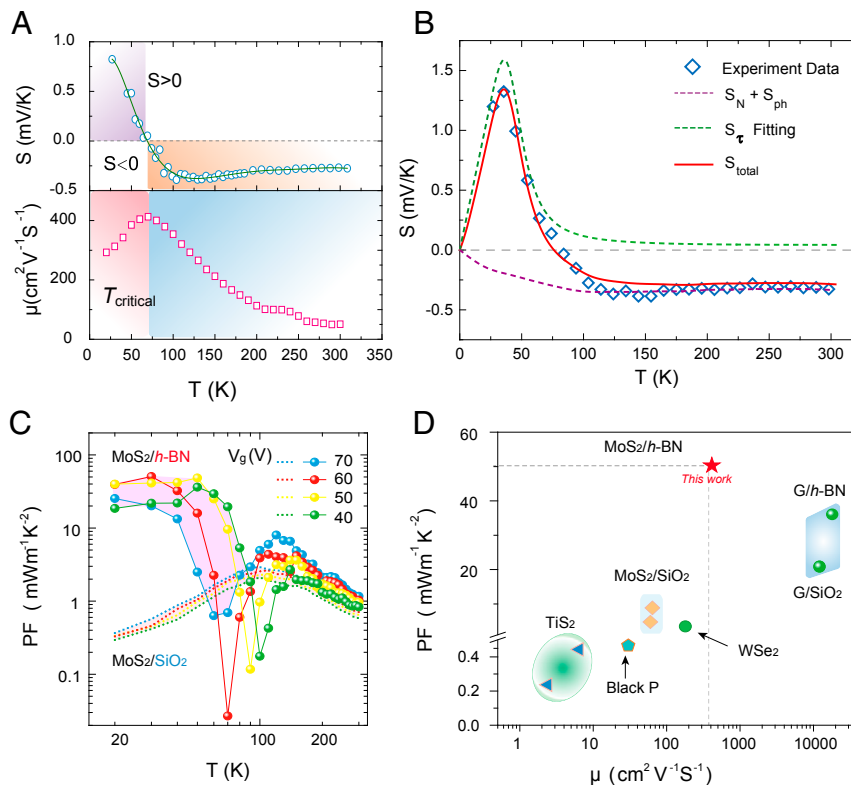 A
1.0
0.5
0.0
-0.5
S (mV/K)
S>0
S<0
400
200
0
μ(cm² V⁻¹S⁻¹)
Tcritical
0 50 100 150 200 250 300 350
T (K)
B
1.5
1.0
0.5
0.0
-0.5
S (mV/K)
Experiment Data
S_N + S_ph
S_τ Fitting
S_total
0 100 200 300
T (K)
C
100
10
1
0.1
PF ( mWm⁻¹K⁻²)
MoS₂/h-BN
Vg (V)
70
60
50
40
MoS₂/SiO₂
20 100 200
T (K)
D
60
50
40
20
0.4
0.2
0.0
PF ( mWm⁻¹K⁻²)
MoS₂/h-BN
This work
G/h-BN
G/SiO₂
MoS₂/SiO₂
TiS₂
WSe₂
Black P
1 10 100 1000 10000
μ (cm² V⁻¹S⁻¹)